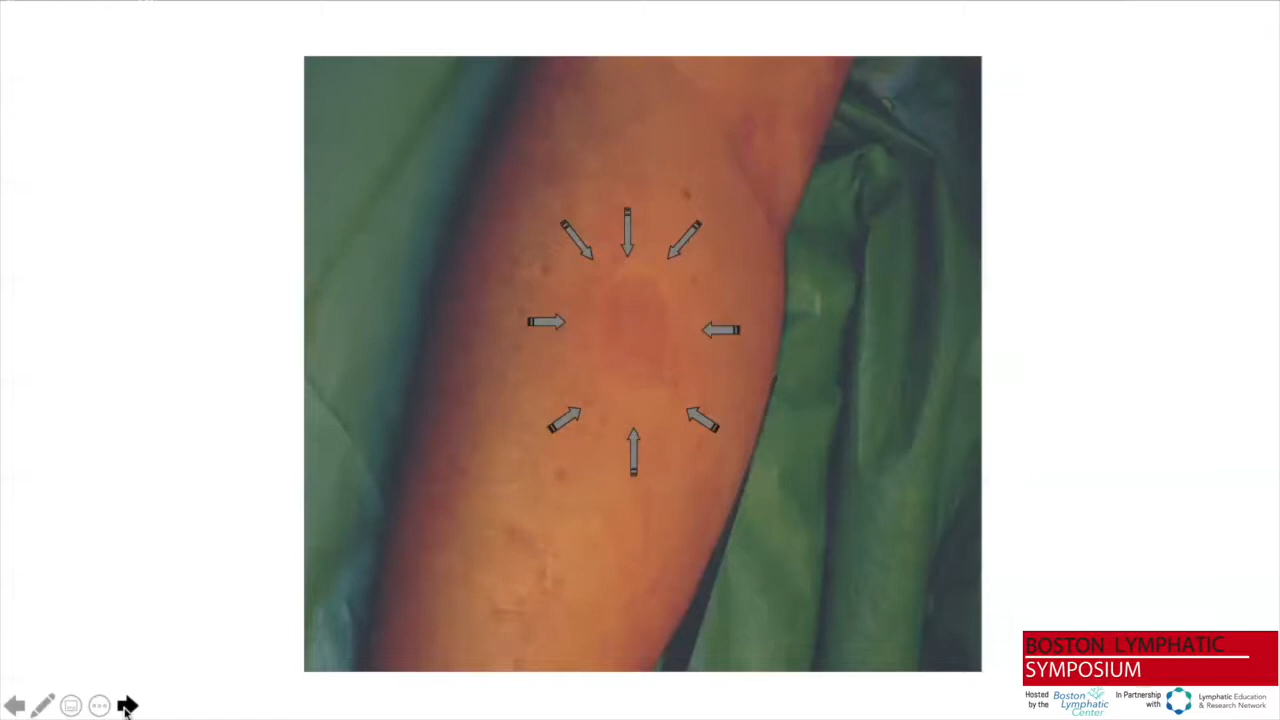 BOSTON LYMPHATIC
SYMPOSIUM
Hosted by the
Boston Lymphatic Center
In Partnership with
Lymphatic Education & Research Network